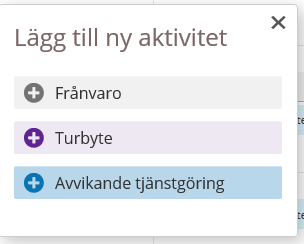 Lägg till ny aktivitet
Frånvaro
Turbyte
Avvikande tjänstgöring